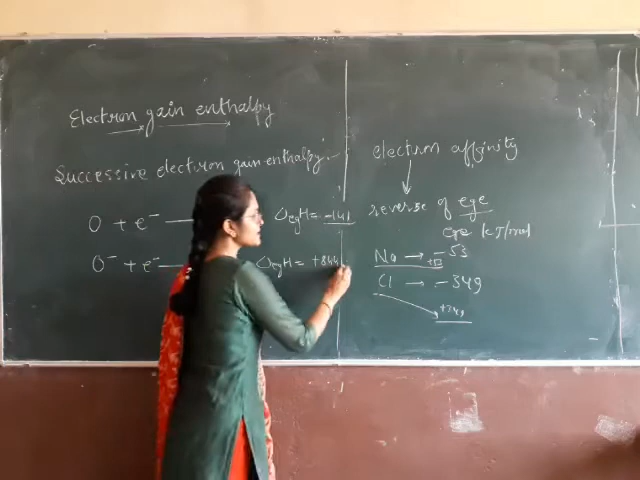 Electron gain enthalpy
Successive electron gain enthalpy.
O + e⁻ — ΔegH = -141
O⁻ + e⁻ — ΔegH = +844
electron affinity
reverse of ege
ege kJ/mol
Na → -53
+53
Cl → -349
+349